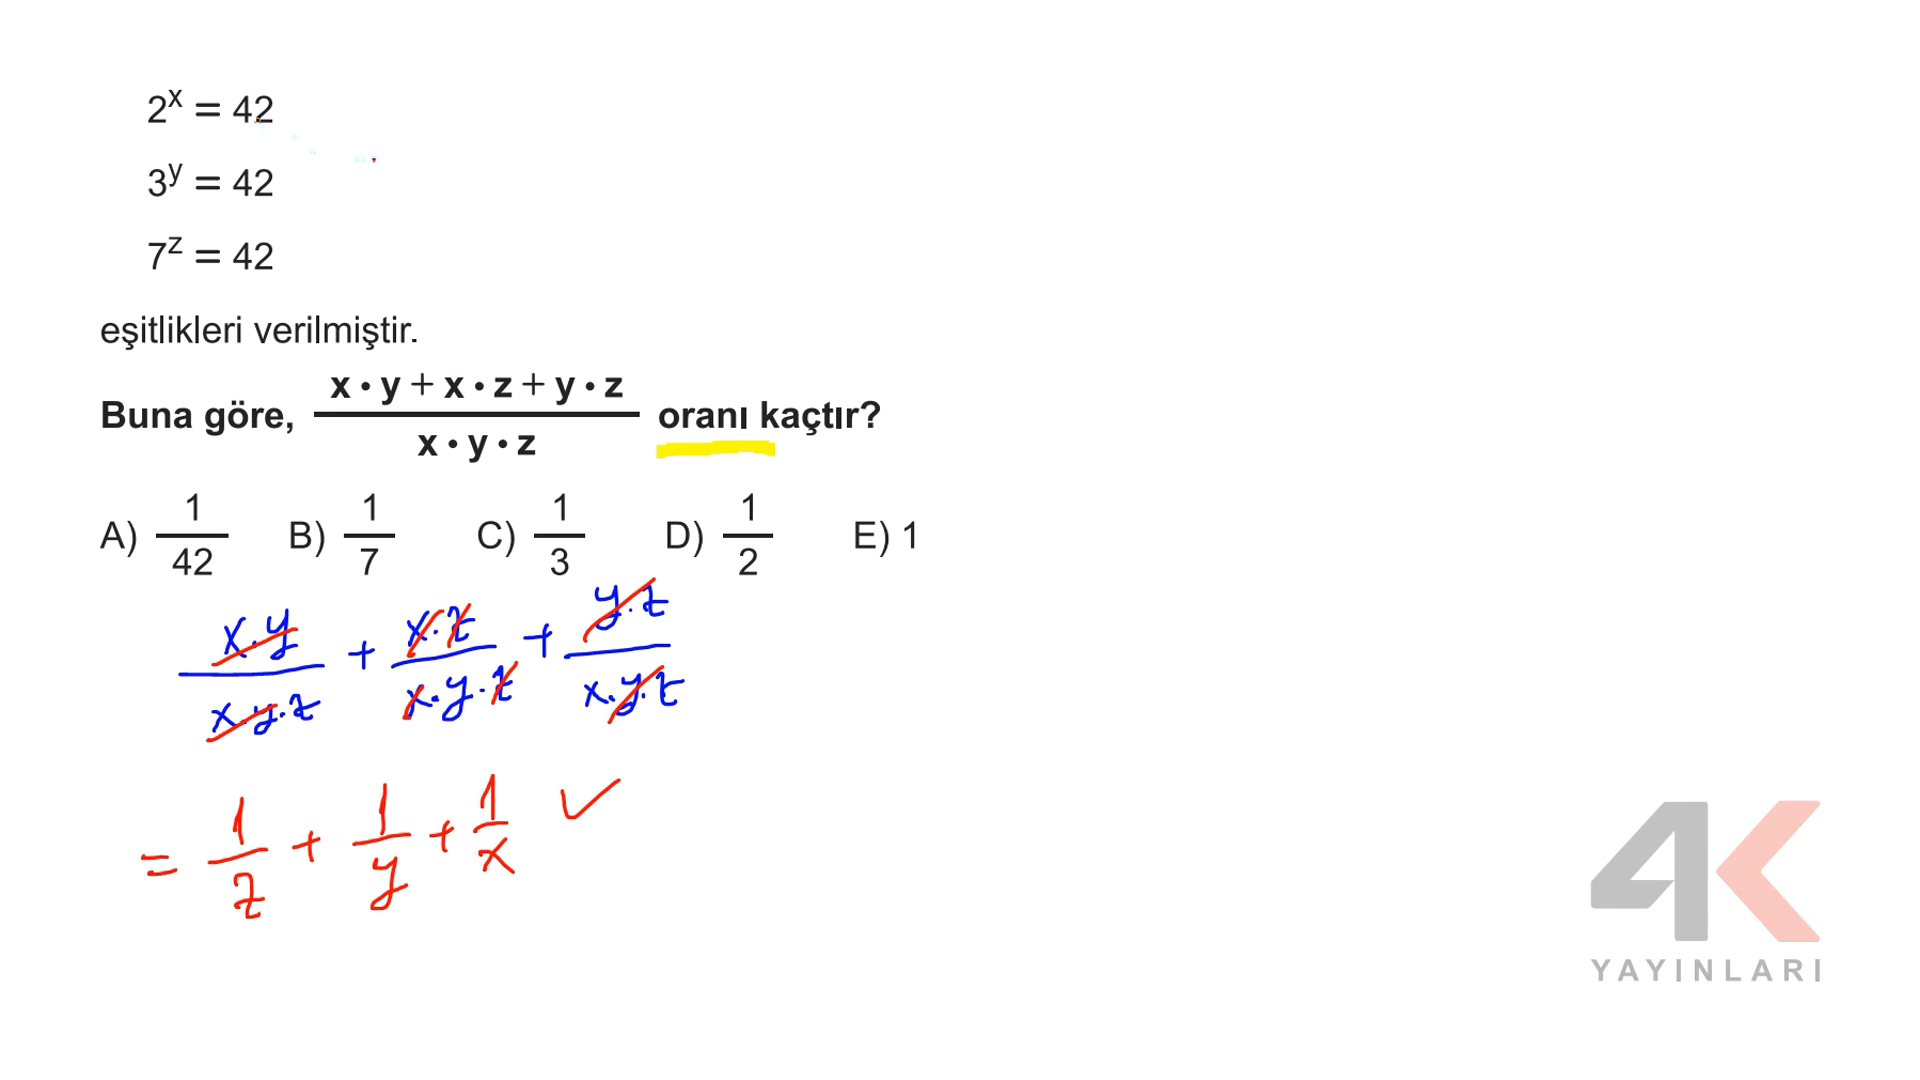 2^x = 42
3^y = 42
7^z = 42
eşitlikleri verilmiştir.
Buna göre, (x • y + x • z + y • z) / (x • y • z) oranı kaçtır?
A) 1/42 B) 1/7 C) 1/3 D) 1/2 E) 1
(x.y)/(x.y.z) + (x.z)/(x.y.z) + (y.z)/(x.y.z)
= 1/z + 1/y + 1/x ✓
4K
YAYINLARI